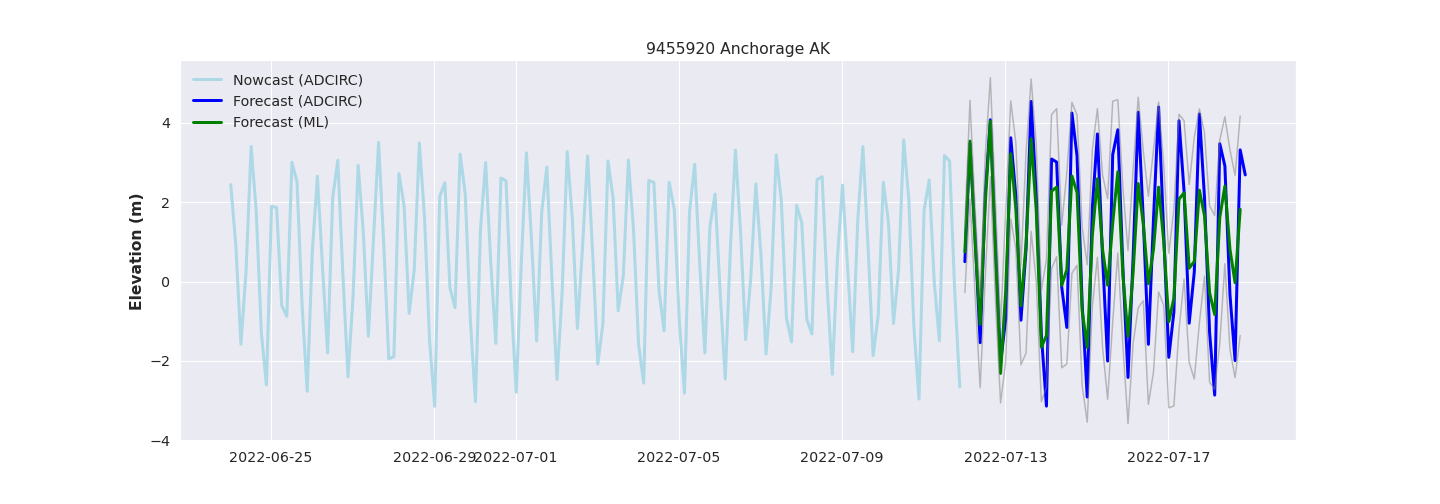 9455920 Anchorage AK
Nowcast (ADCIRC)
Forecast (ADCIRC)
Forecast (ML)
Elevation (m)
4
2
0
−2
−4
2022-06-25
2022-06-29
2022-07-01
2022-07-05
2022-07-09
2022-07-13
2022-07-17